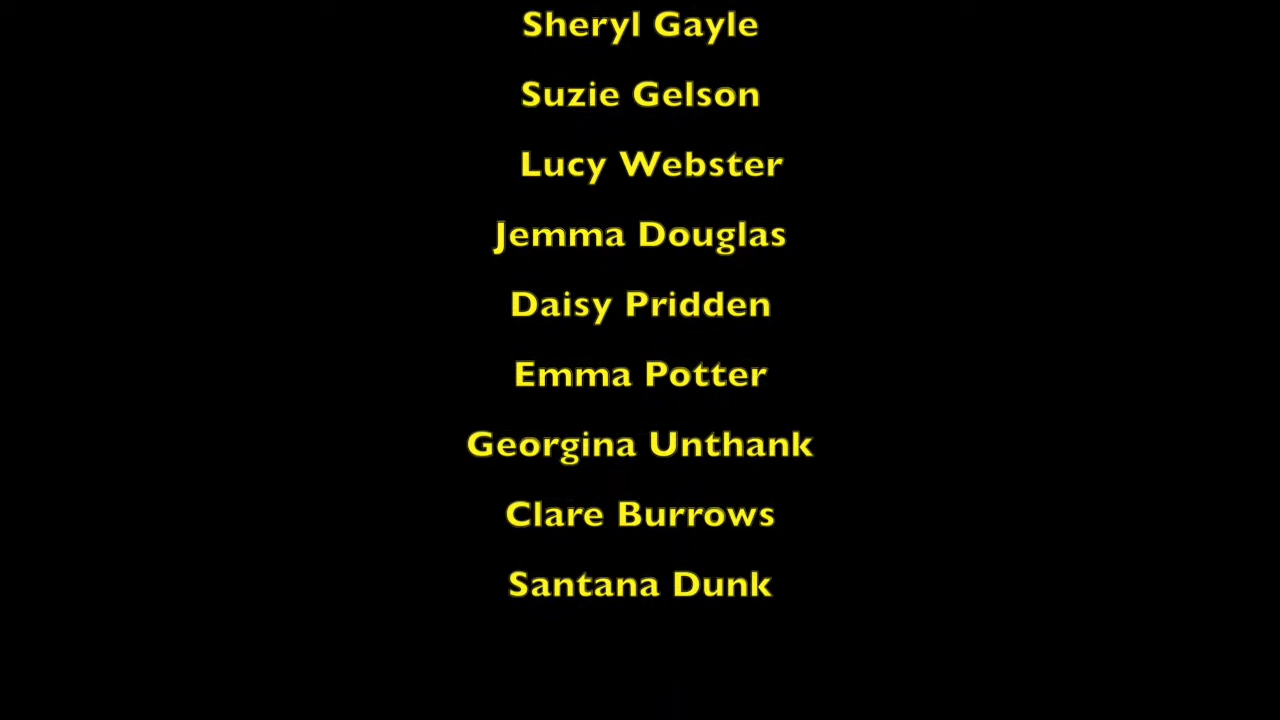 Sheryl Gayle
Suzie Gelson
Lucy Webster
Jemma Douglas
Daisy Pridden
Emma Potter
Georgina Unthank
Clare Burrows
Santana Dunk